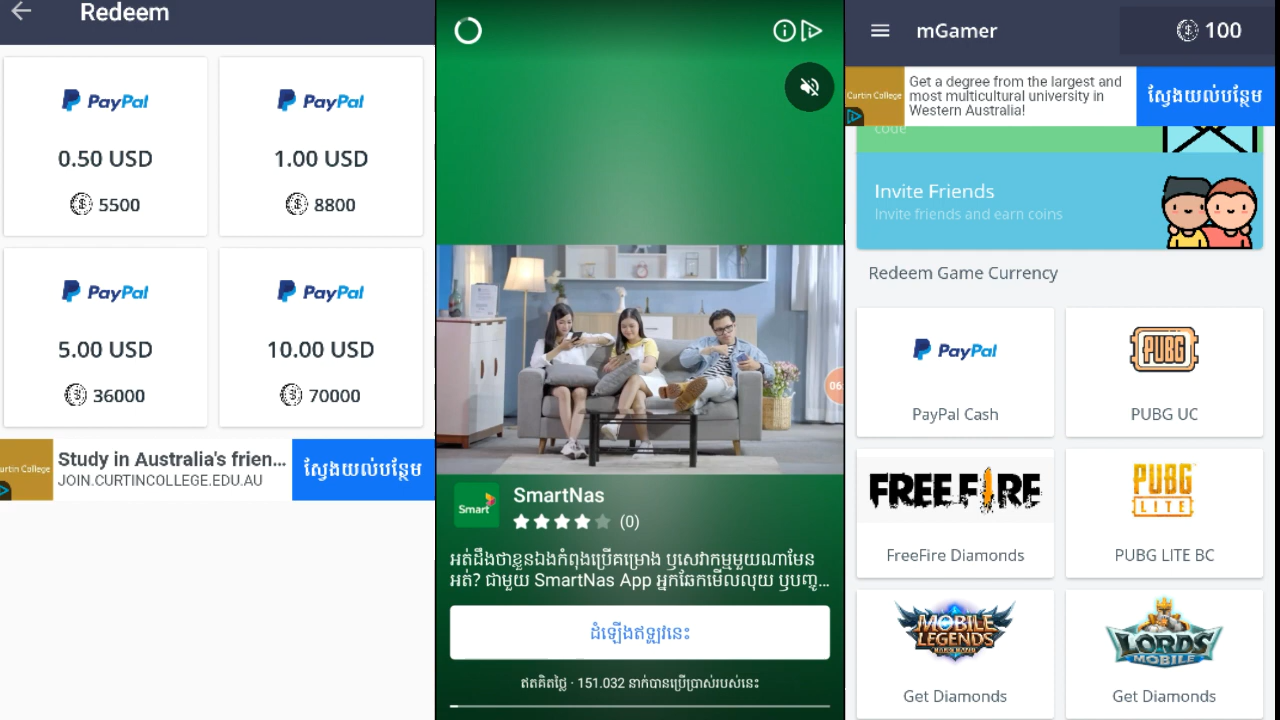 Redeem
PayPal
0.50 USD
5500
PayPal
1.00 USD
8800
PayPal
5.00 USD
36000
PayPal
10.00 USD
70000
Study in Australia's frien...
JOIN.CURTINCOLLEGE.EDU.AU
ស្វែងយល់បន្ថែម
Smart
SmartNas
(0)
អត់ដឹងថាខ្លួនឯងកំពុងប្រើគម្រោង ឬសេវាកម្មមួយណាមែន
អត់? ជាមួយ SmartNas App អ្នកឆែកមើលលុយ ឬបញ្ចូ...
ដំឡើងឥឡូវនេះ
ឥតគិតថ្លៃ · 151.032 នាក់បានប្រើប្រាស់របស់នេះ
mGamer
100
Curtin College
Get a degree from the largest and
most multicultural university in
Western Australia!
ស្វែងយល់បន្ថែម
code
Invite Friends
Invite friends and earn coins
Redeem Game Currency
PayPal
PayPal Cash
PUBG
PUBG UC
FREE FIRE
FreeFire Diamonds
PUBG
LITE
PUBG LITE BC
MOBILE
LEGENDS
BANG BANG
Get Diamonds
LORDS
MOBILE
Get Diamonds